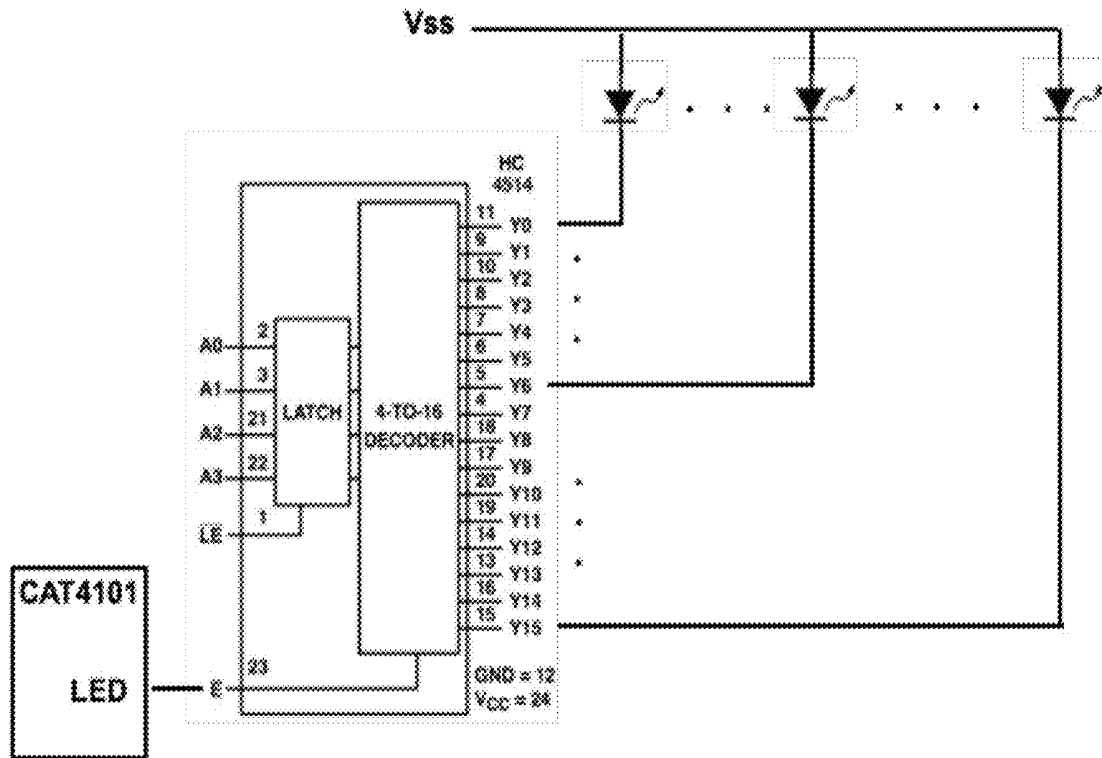 Vss
HC
4514
11 Y0
9 Y1
10 Y2
8 Y3
7 Y4
6 Y5
5 Y6
4 Y7
18 Y8
17 Y9
20 Y10
19 Y11
14 Y12
13 Y13
16 Y14
15 Y15
A0 2
A1 3
A2 21
A3 22
LE 1
LATCH
4-TO-16
DECODER
CAT4101
LED
E 23
GND = 12
VCC = 24